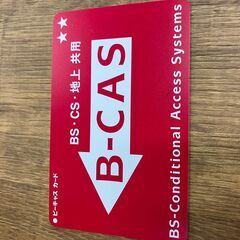 ★★
BS・CS・地上 共用
B-CAS
BS-Conditional Access Systems
●ビーキャス カード